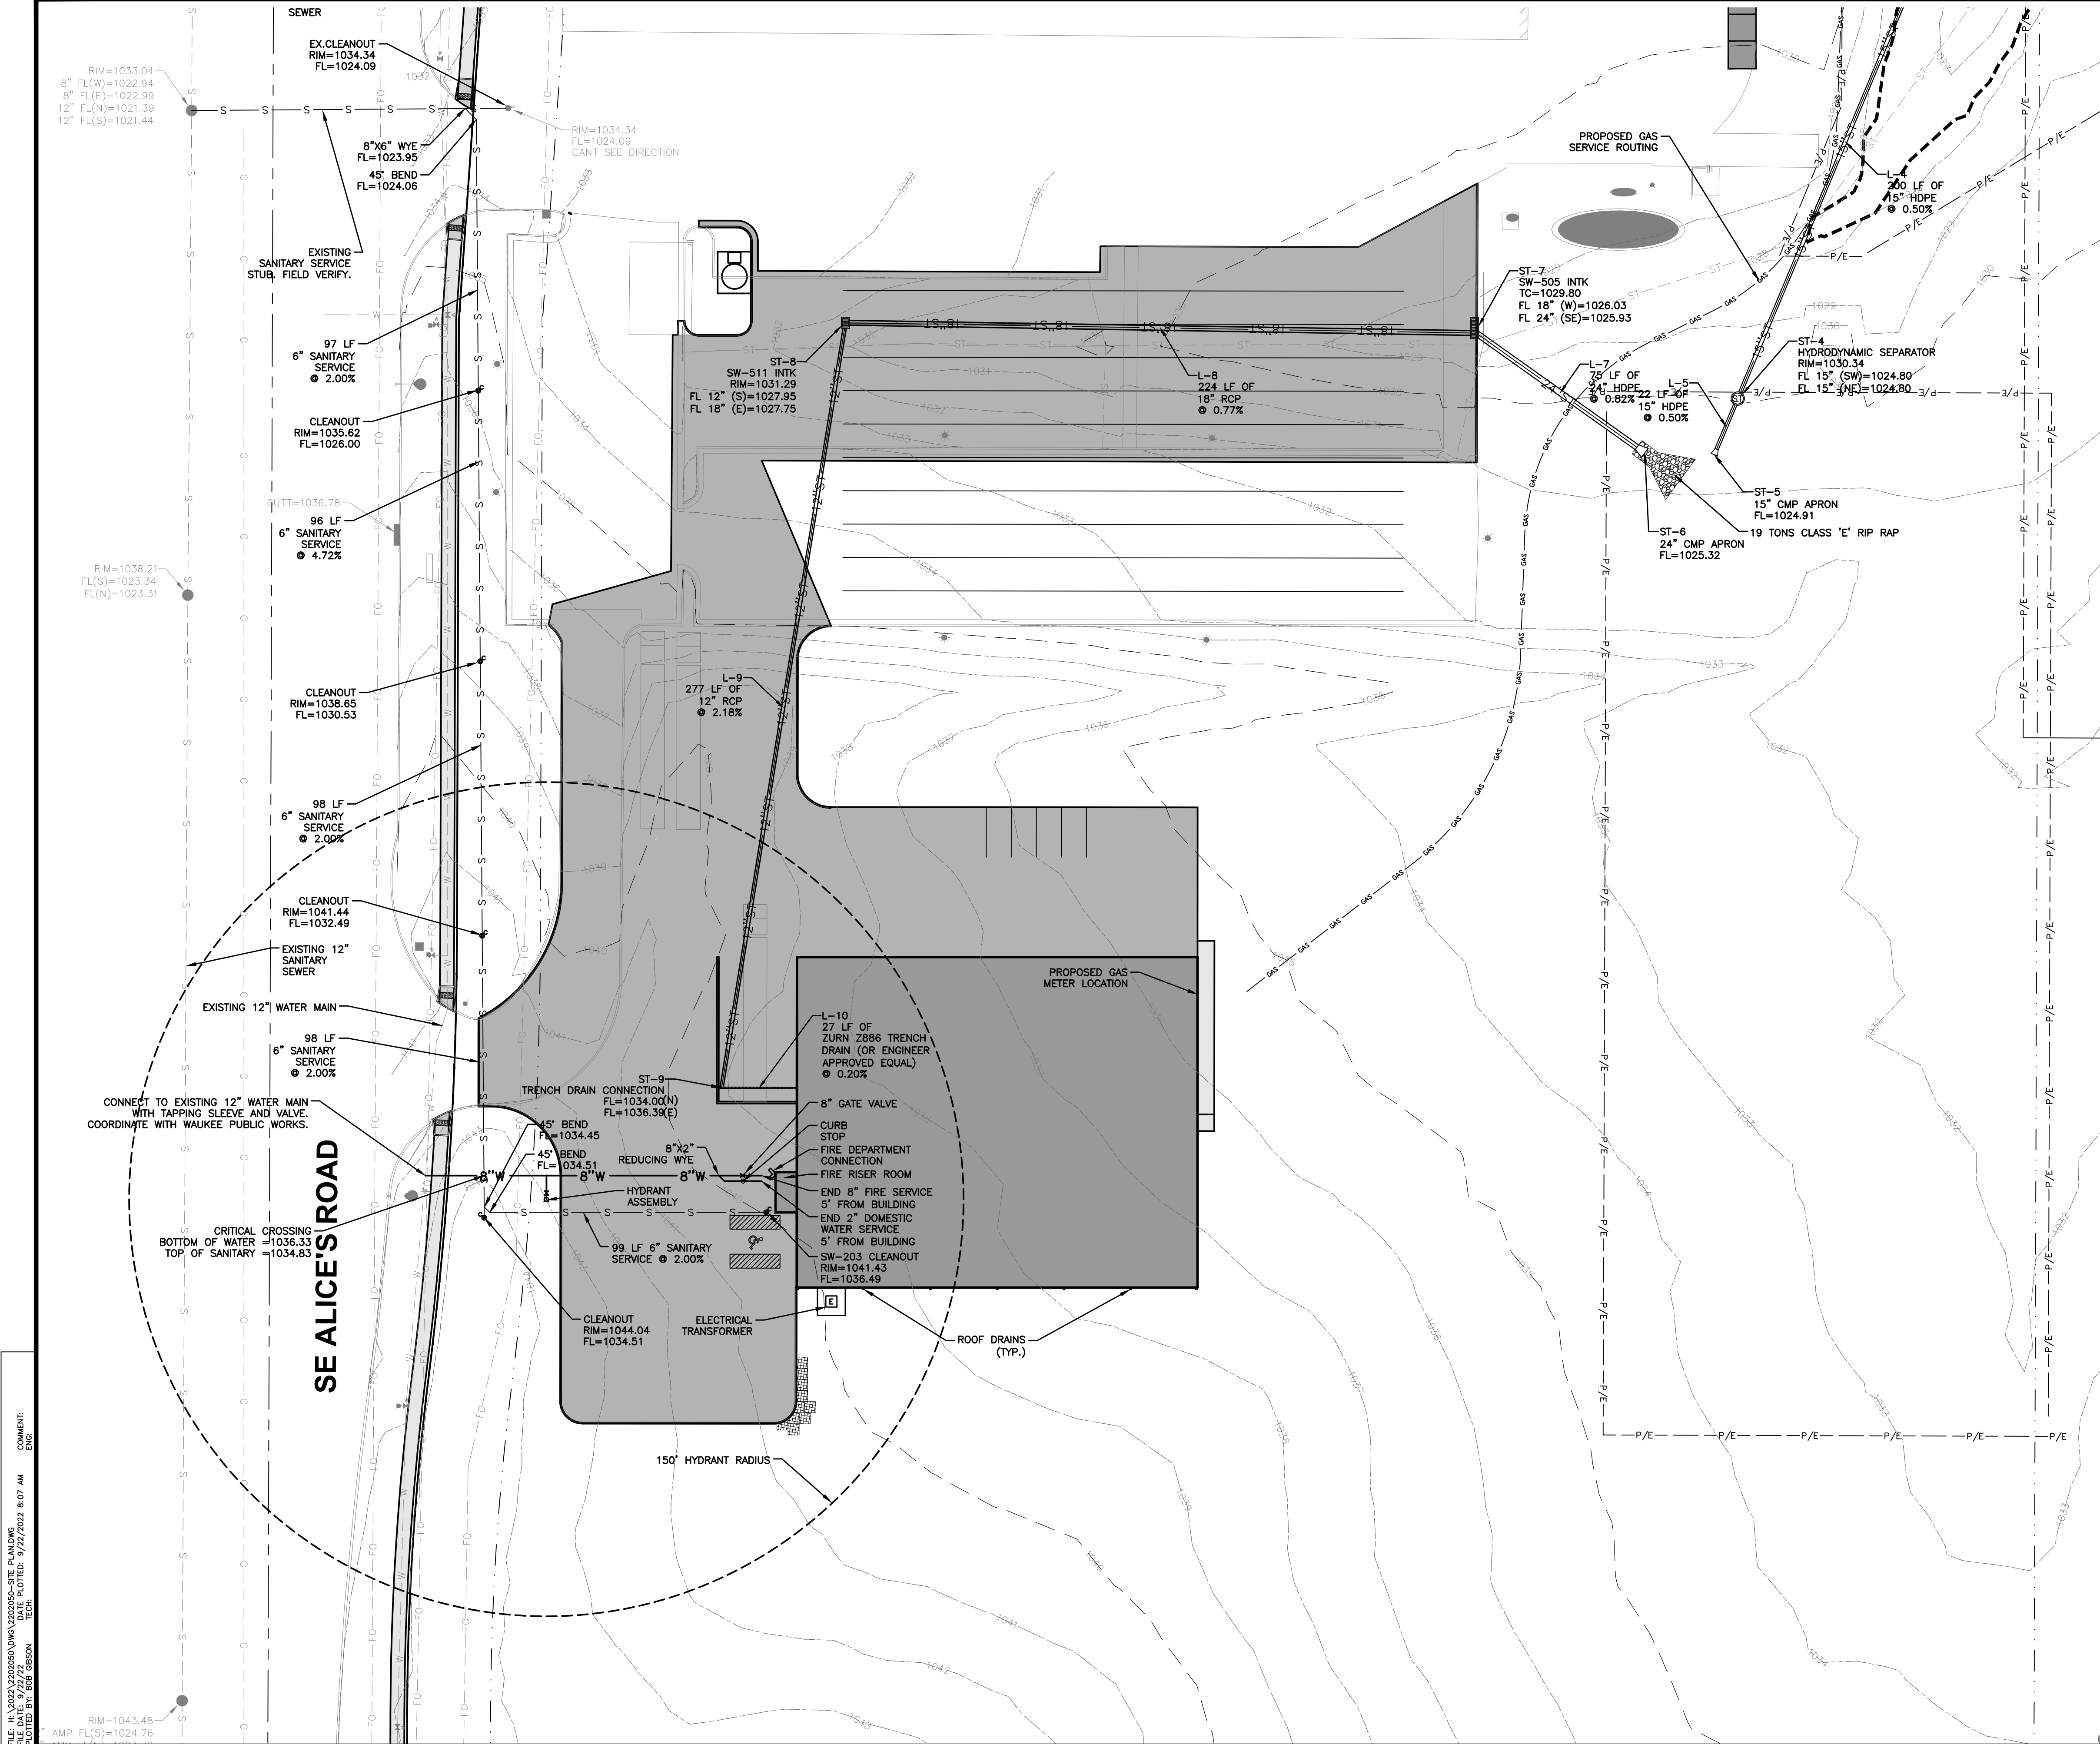 SEWER
EX.CLEANOUT
RIM=1034.34
FL=1024.09
RIM=1033.04
8" FL(W)=1022.94
8" FL(E)=1022.99
12" FL(N)=1021.39
12" FL(S)=1021.44
RIM=1034.34
FL=1024.09
CANT SEE DIRECTION
8"X6" WYE
FL=1023.95
45° BEND
FL=1024.06
EXISTING
SANITARY SERVICE
STUB. FIELD VERIFY.
97 LF
6" SANITARY
SERVICE
@ 2.00%
CLEANOUT
RIM=1035.62
FL=1026.00
GUTT=1036.78
96 LF
6" SANITARY
SERVICE
@ 4.72%
RIM=1038.21
FL(S)=1023.34
FL(N)=1023.31
CLEANOUT
RIM=1038.65
FL=1030.53
98 LF
6" SANITARY
SERVICE
@ 2.00%
CLEANOUT
RIM=1041.44
FL=1032.49
EXISTING 12"
SANITARY
SEWER
EXISTING 12" WATER MAIN
98 LF
6" SANITARY
SERVICE
@ 2.00%
CONNECT TO EXISTING 12" WATER MAIN
WITH TAPPING SLEEVE AND VALVE.
COORDINATE WITH WAUKEE PUBLIC WORKS.
SE ALICE'S ROAD
CRITICAL CROSSING
BOTTOM OF WATER =1036.33
TOP OF SANITARY =1034.83
RIM=1043.48
AMP FL(S)=1024.76
PROPOSED GAS
SERVICE ROUTING
L-4
200 LF OF
15" HDPE
@ 0.50%
ST-7
SW-505 INTK
TC=1029.80
FL 18" (W)=1026.03
FL 24" (SE)=1025.93
ST-8
SW-511 INTK
RIM=1031.29
FL 12" (S)=1027.95
FL 18" (E)=1027.75
L-8
224 LF OF
18" RCP
@ 0.77%
L-7
75 LF OF
24" HDPE
@ 0.82%
L-5
22 LF OF
15" HDPE
@ 0.50%
ST-4
HYDRODYNAMIC SEPARATOR
RIM=1030.34
FL 15" (SW)=1024.80
FL 15" (NE)=1024.80
ST-5
15" CMP APRON
FL=1024.91
19 TONS CLASS 'E' RIP RAP
ST-6
24" CMP APRON
FL=1025.32
L-9
277 LF OF
12" RCP
@ 2.18%
PROPOSED GAS
METER LOCATION
L-10
27 LF OF
ZURN Z886 TRENCH
DRAIN (OR ENGINEER
APPROVED EQUAL)
@ 0.20%
ST-9
TRENCH DRAIN CONNECTION
FL=1034.00(N)
FL=1036.39(E)
45° BEND
FL=1034.45
45° BEND
FL=1034.51
8"X2"
REDUCING WYE
8"W 8"W 8"W
HYDRANT
ASSEMBLY
8" GATE VALVE
CURB
STOP
FIRE DEPARTMENT
CONNECTION
FIRE RISER ROOM
END 8" FIRE SERVICE
5' FROM BUILDING
END 2" DOMESTIC
WATER SERVICE
5' FROM BUILDING
SW-203 CLEANOUT
RIM=1041.43
FL=1036.49
99 LF 6" SANITARY
SERVICE @ 2.00%
CLEANOUT
RIM=1044.04
FL=1034.51
E
ELECTRICAL
TRANSFORMER
ROOF DRAINS
(TYP.)
150' HYDRANT RADIUS
FILE: H:\2022\2202050\DWG\2202050-SITE PLAN.DWG
FILE DATE: 9/22/22 DATE PLOTTED: 9/22/2022 8:07 AM COMMENT:
PLOTTED BY: BOB GIBSON TECH: ENG: